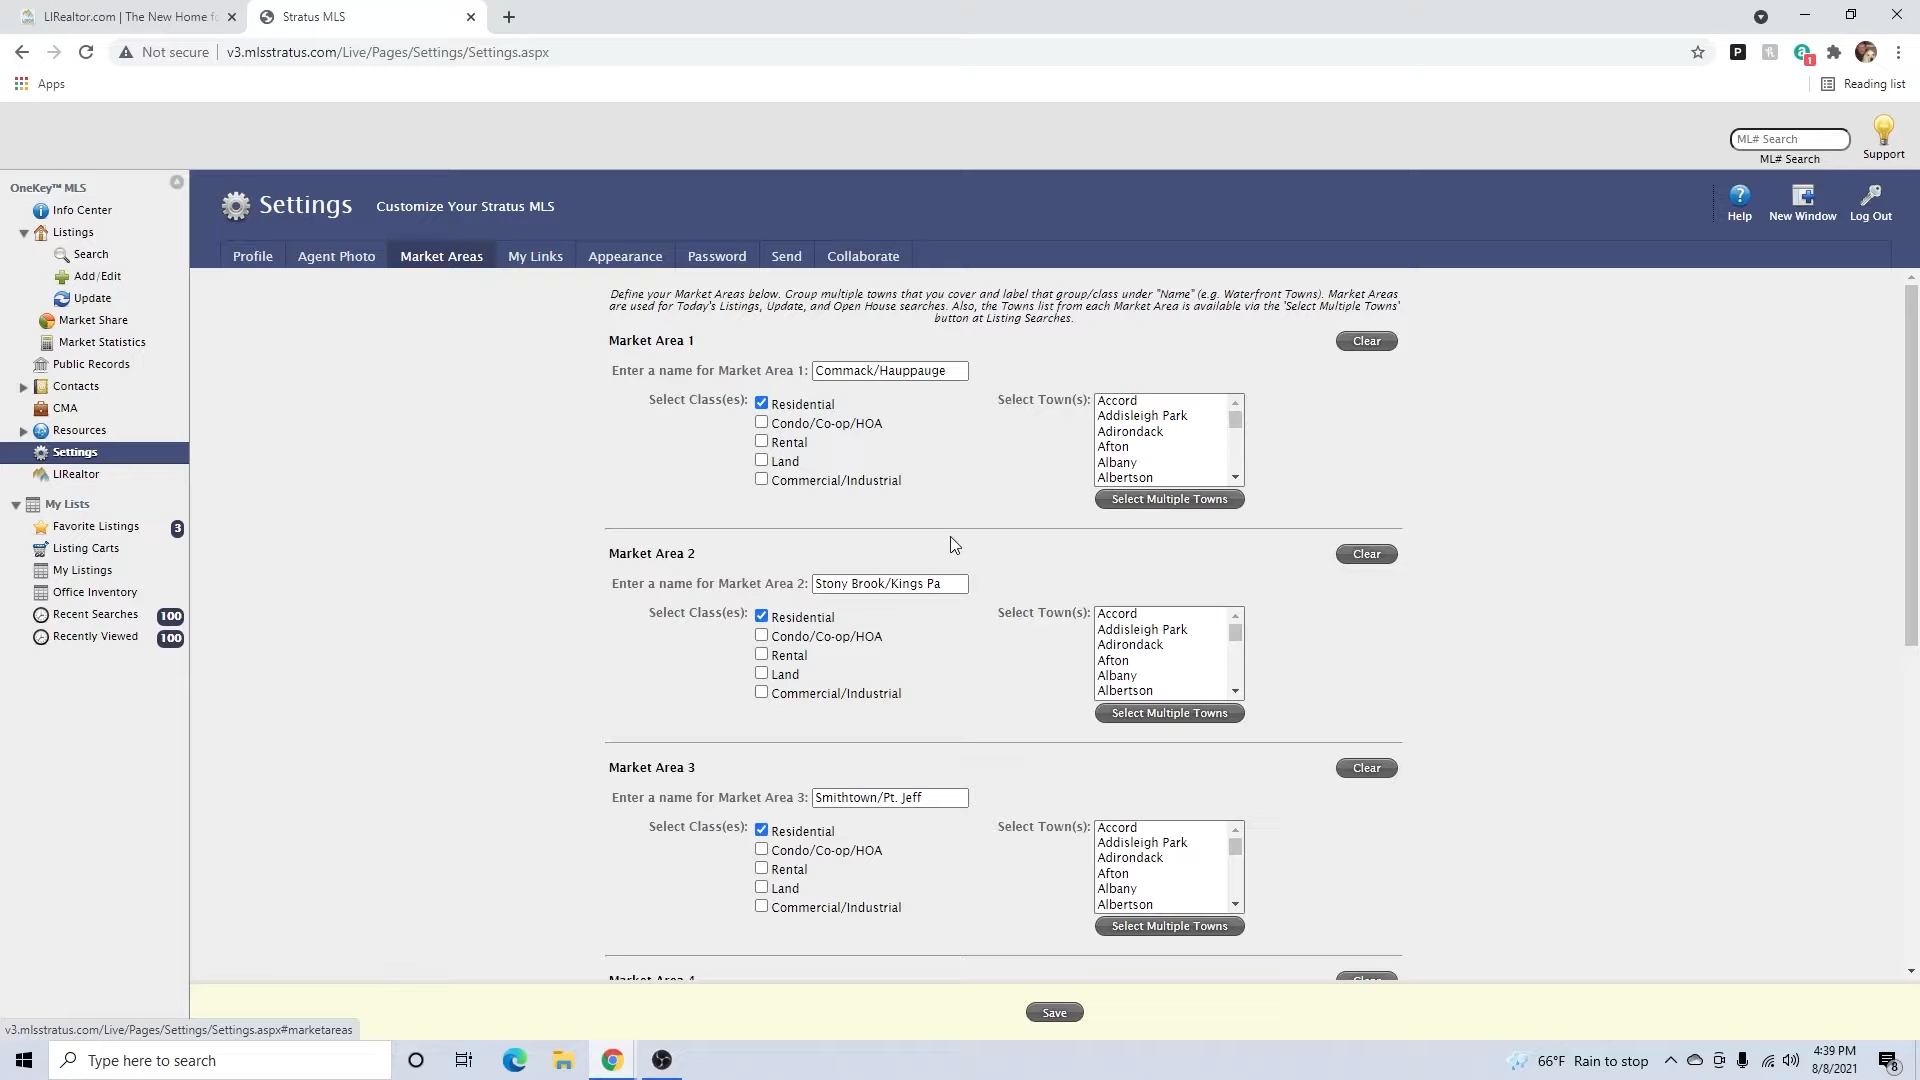 LIRealtor.com | The New Home fo
Stratus MLS
Not secure
v3.mlsstratus.com/Live/Pages/Settings/Settings.aspx
1
Apps
Reading list
ML# Search
ML# Search
Support
OneKey™ MLS
Info Center
Listings
Search
Add/Edit
Update
Market Share
Market Statistics
Public Records
Contacts
CMA
Resources
Settings
LIRealtor
My Lists
Favorite Listings 3
Listing Carts
My Listings
Office Inventory
Recent Searches 100
Recently Viewed 100
Settings
Customize Your Stratus MLS
Help
New Window
Log Out
Profile
Agent Photo
Market Areas
My Links
Appearance
Password
Send
Collaborate
Define your Market Areas below. Group multiple towns that you cover and label that group/class under "Name" (e.g. Waterfront Towns). Market Areas
are used for Today's Listings, Update, and Open House searches. Also, the Towns list from each Market Area is available via the 'Select Multiple Towns'
button at Listing Searches.
Market Area 1
Clear
Enter a name for Market Area 1: Commack/Hauppauge
Select Class(es):
Residential
Condo/Co-op/HOA
Rental
Land
Commercial/Industrial
Select Town(s):
Accord
Addisleigh Park
Adirondack
Afton
Albany
Albertson
Select Multiple Towns
Market Area 2
Clear
Enter a name for Market Area 2: Stony Brook/Kings Pa
Select Class(es):
Residential
Condo/Co-op/HOA
Rental
Land
Commercial/Industrial
Select Town(s):
Accord
Addisleigh Park
Adirondack
Afton
Albany
Albertson
Select Multiple Towns
Market Area 3
Clear
Enter a name for Market Area 3: Smithtown/Pt. Jeff
Select Class(es):
Residential
Condo/Co-op/HOA
Rental
Land
Commercial/Industrial
Select Town(s):
Accord
Addisleigh Park
Adirondack
Afton
Albany
Albertson
Select Multiple Towns
Market Area 4
Clear
Save
v3.mlsstratus.com/Live/Pages/Settings/Settings.aspx#marketareas
Type here to search
66°F Rain to stop
4:39 PM
8/8/2021
8